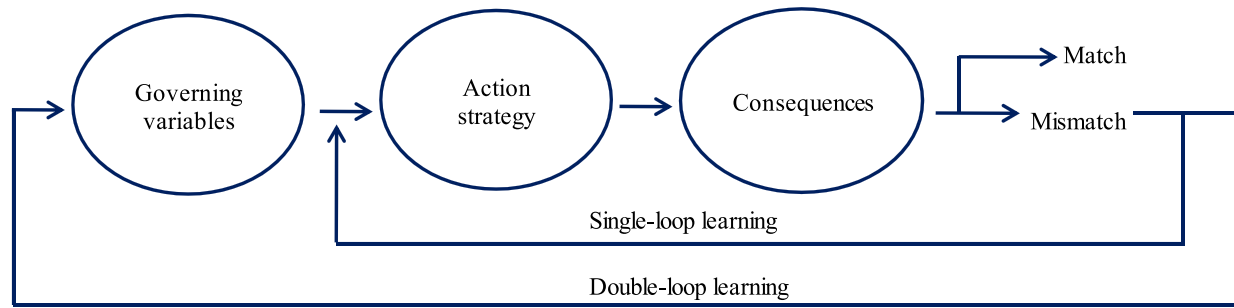 Governing
variables
Action
strategy
Consequences
Match
Mismatch
Single-loop learning
Double-loop learning